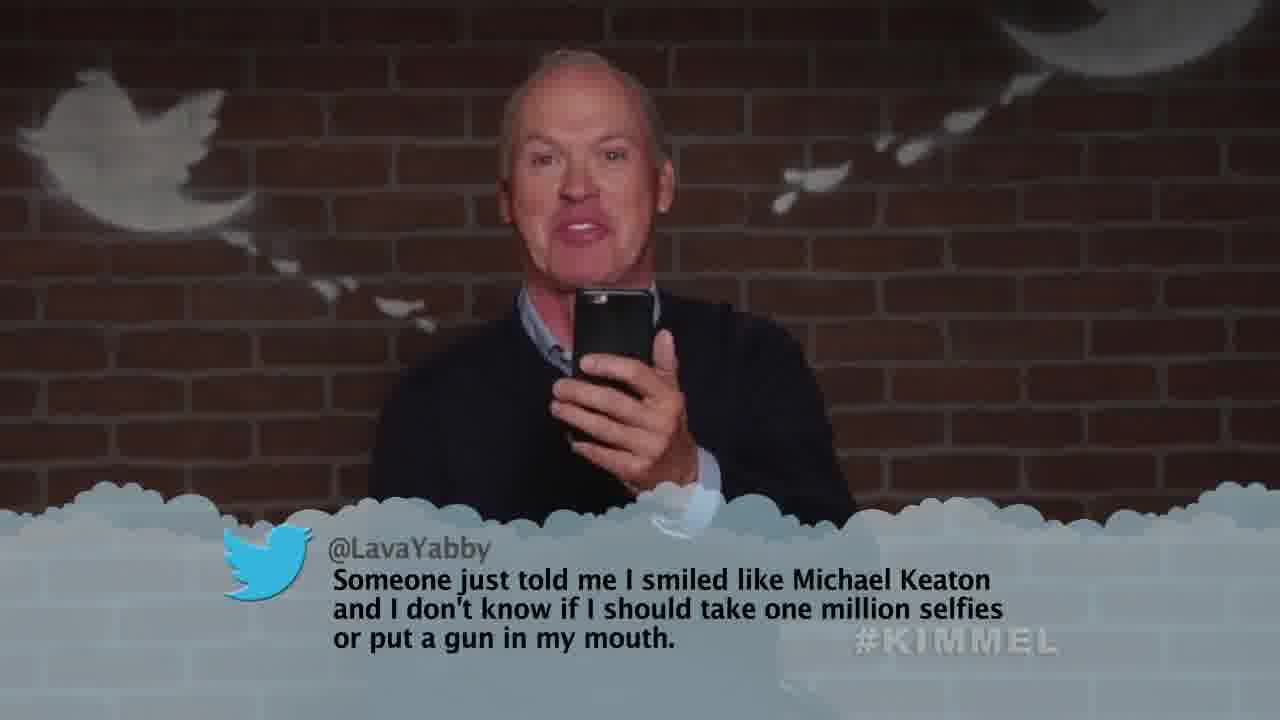 @LavaYabby
Someone just told me I smiled like Michael Keaton
and I don't know if I should take one million selfies
or put a gun in my mouth.
#KIMMEL